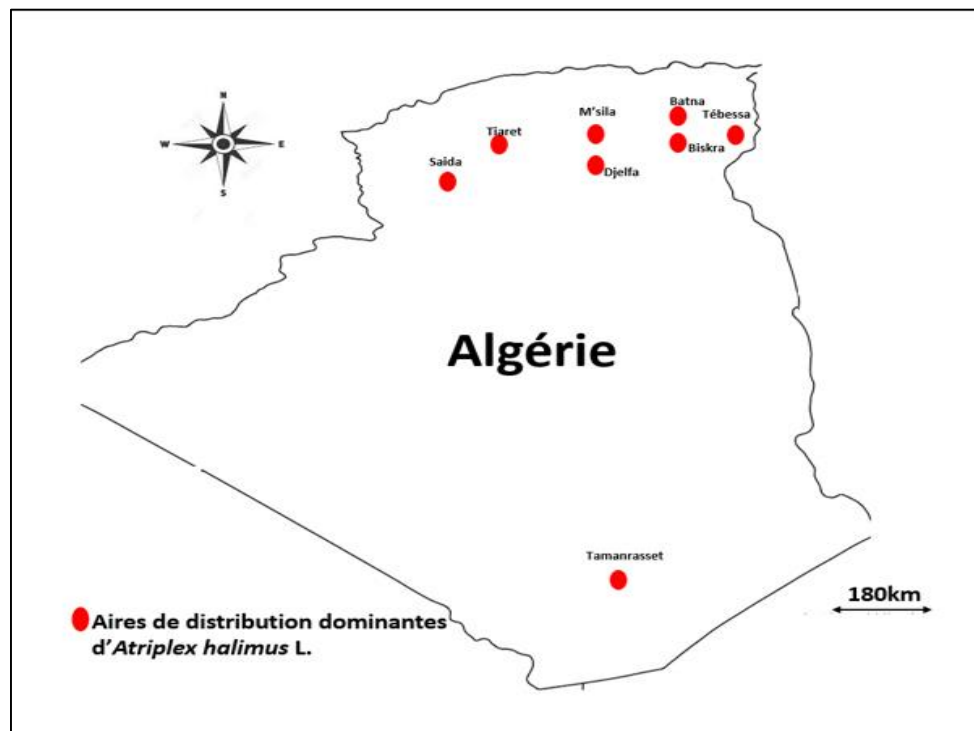 N
W
E
S
Batna
M'sila
Tébessa
Tiaret
Biskra
Saida
Djelfa
Algérie
Tamanrasset
180km
Aires de distribution dominantes
d'Atriplex halimus L.